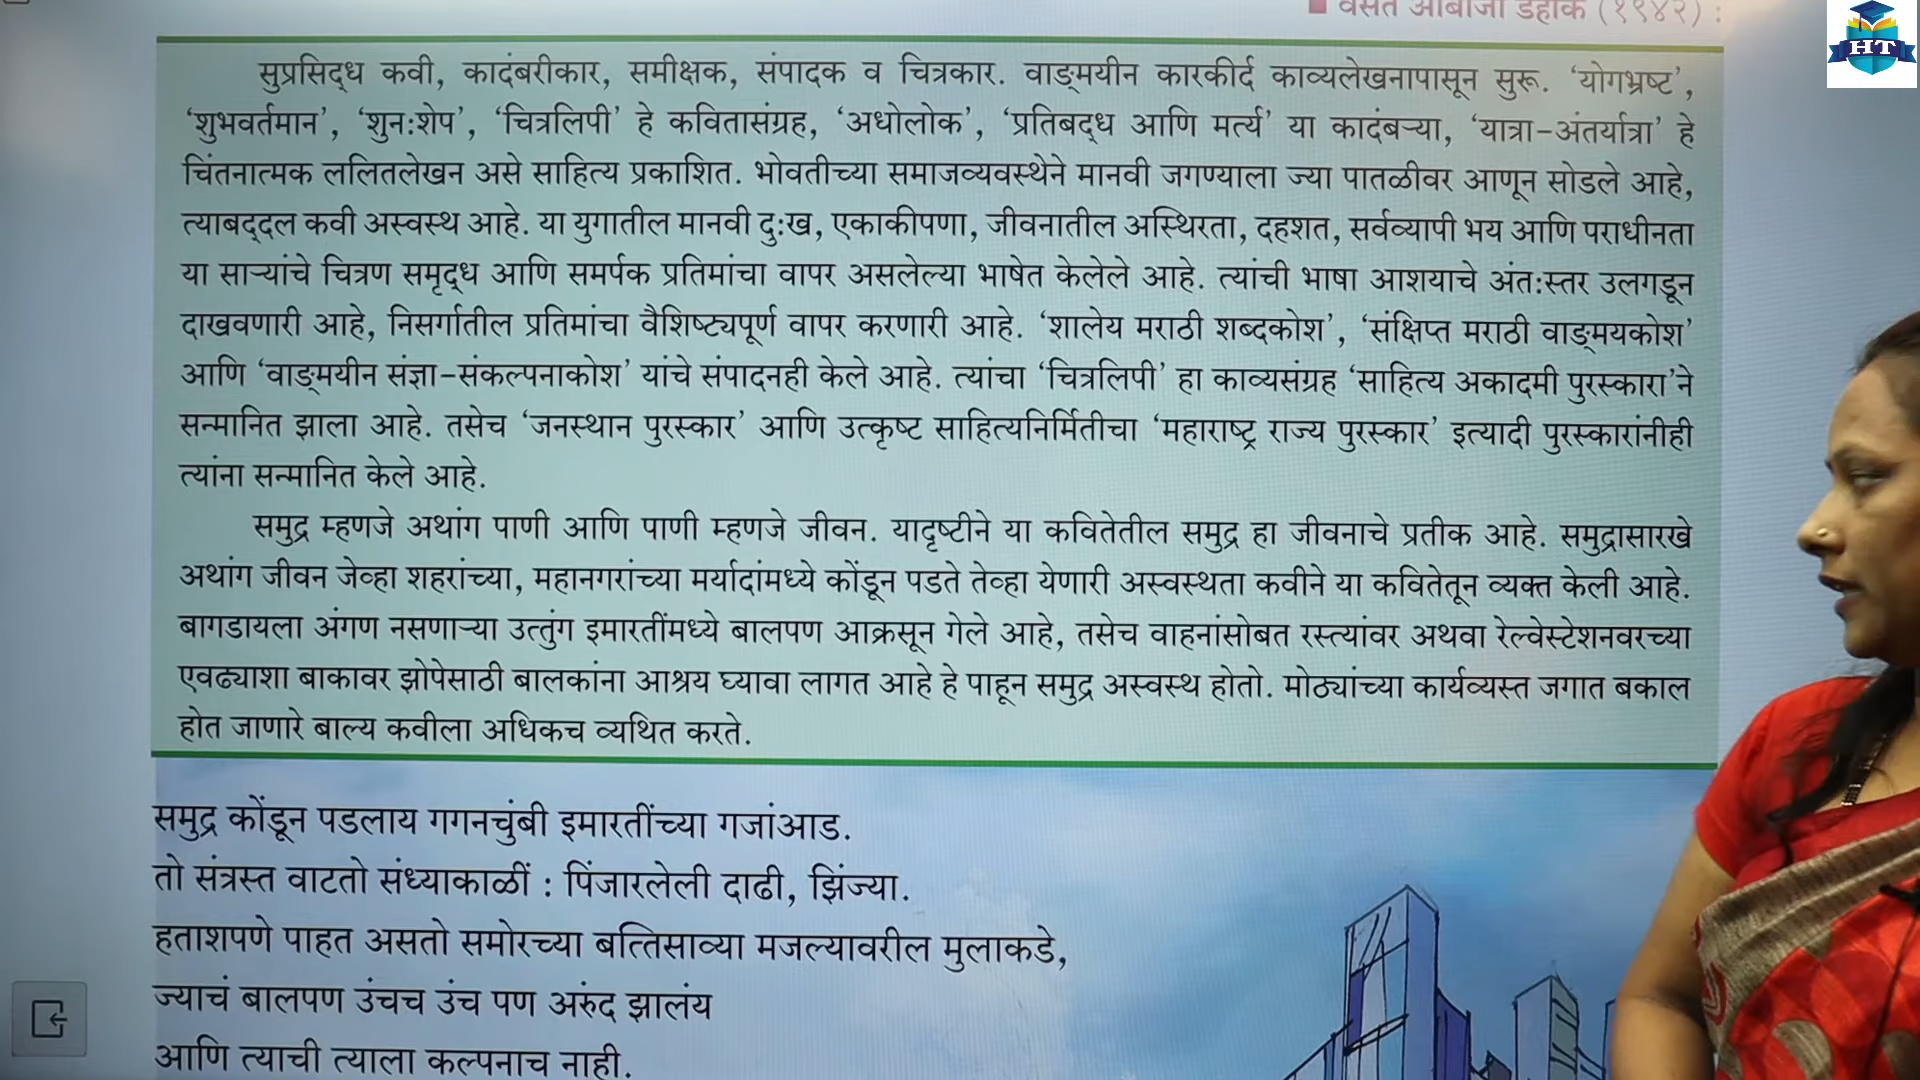 ■ वसंत आबाजी डहाके (१९४२) :
HT
सुप्रसिद्ध कवी, कादंबरीकार, समीक्षक, संपादक व चित्रकार. वाङ्मयीन कारकीर्द काव्यलेखनापासून सुरू. ‘योगभ्रष्ट’,
‘शुभवर्तमान’, ‘शुनःशेप’, ‘चित्रलिपी’ हे कवितासंग्रह, ‘अधोलोक’, ‘प्रतिबद्ध आणि मर्त्य’ या कादंबऱ्या, ‘यात्रा-अंतर्यात्रा’ हे
चिंतनात्मक ललितलेखन असे साहित्य प्रकाशित. भोवतीच्या समाजव्यवस्थेने मानवी जगण्याला ज्या पातळीवर आणून सोडले आहे,
त्याबद्दल कवी अस्वस्थ आहे. या युगातील मानवी दुःख, एकाकीपणा, जीवनातील अस्थिरता, दहशत, सर्वव्यापी भय आणि पराधीनता
या साऱ्यांचे चित्रण समृद्ध आणि समर्पक प्रतिमांचा वापर असलेल्या भाषेत केलेले आहे. त्यांची भाषा आशयाचे अंतःस्तर उलगडून
दाखवणारी आहे, निसर्गातील प्रतिमांचा वैशिष्ट्यपूर्ण वापर करणारी आहे. ‘शालेय मराठी शब्दकोश’, ‘संक्षिप्त मराठी वाङ्मयकोश’
आणि ‘वाङ्मयीन संज्ञा-संकल्पनाकोश’ यांचे संपादनही केले आहे. त्यांचा ‘चित्रलिपी’ हा काव्यसंग्रह ‘साहित्य अकादमी पुरस्कारा’ने
सन्मानित झाला आहे. तसेच ‘जनस्थान पुरस्कार’ आणि उत्कृष्ट साहित्यनिर्मितीचा ‘महाराष्ट्र राज्य पुरस्कार’ इत्यादी पुरस्कारांनीही
त्यांना सन्मानित केले आहे.
समुद्र म्हणजे अथांग पाणी आणि पाणी म्हणजे जीवन. यादृष्टीने या कवितेतील समुद्र हा जीवनाचे प्रतीक आहे. समुद्रासारखे
अथांग जीवन जेव्हा शहरांच्या, महानगरांच्या मर्यादांमध्ये कोंडून पडते तेव्हा येणारी अस्वस्थता कवीने या कवितेतून व्यक्त केली आहे.
बागडायला अंगण नसणाऱ्या उत्तुंग इमारतींमध्ये बालपण आक्रसून गेले आहे, तसेच वाहनांसोबत रस्त्यांवर अथवा रेल्वेस्टेशनवरच्या
एवढ्याशा बाकावर झोपेसाठी बालकांना आश्रय घ्यावा लागत आहे हे पाहून समुद्र अस्वस्थ होतो. मोठ्यांच्या कार्यव्यस्त जगात बकाल
होत जाणारे बाल्य कवीला अधिकच व्यथित करते.
समुद्र कोंडून पडलाय गगनचुंबी इमारतींच्या गजांआड.
तो संत्रस्त वाटतो संध्याकाळीं : पिंजारलेली दाढी, झिंज्या.
हताशपणे पाहत असतो समोरच्या बत्तिसाव्या मजल्यावरील मुलाकडे,
ज्याचं बालपण उंचच उंच पण अरुंद झालंय
आणि त्याची त्याला कल्पनाच नाही.